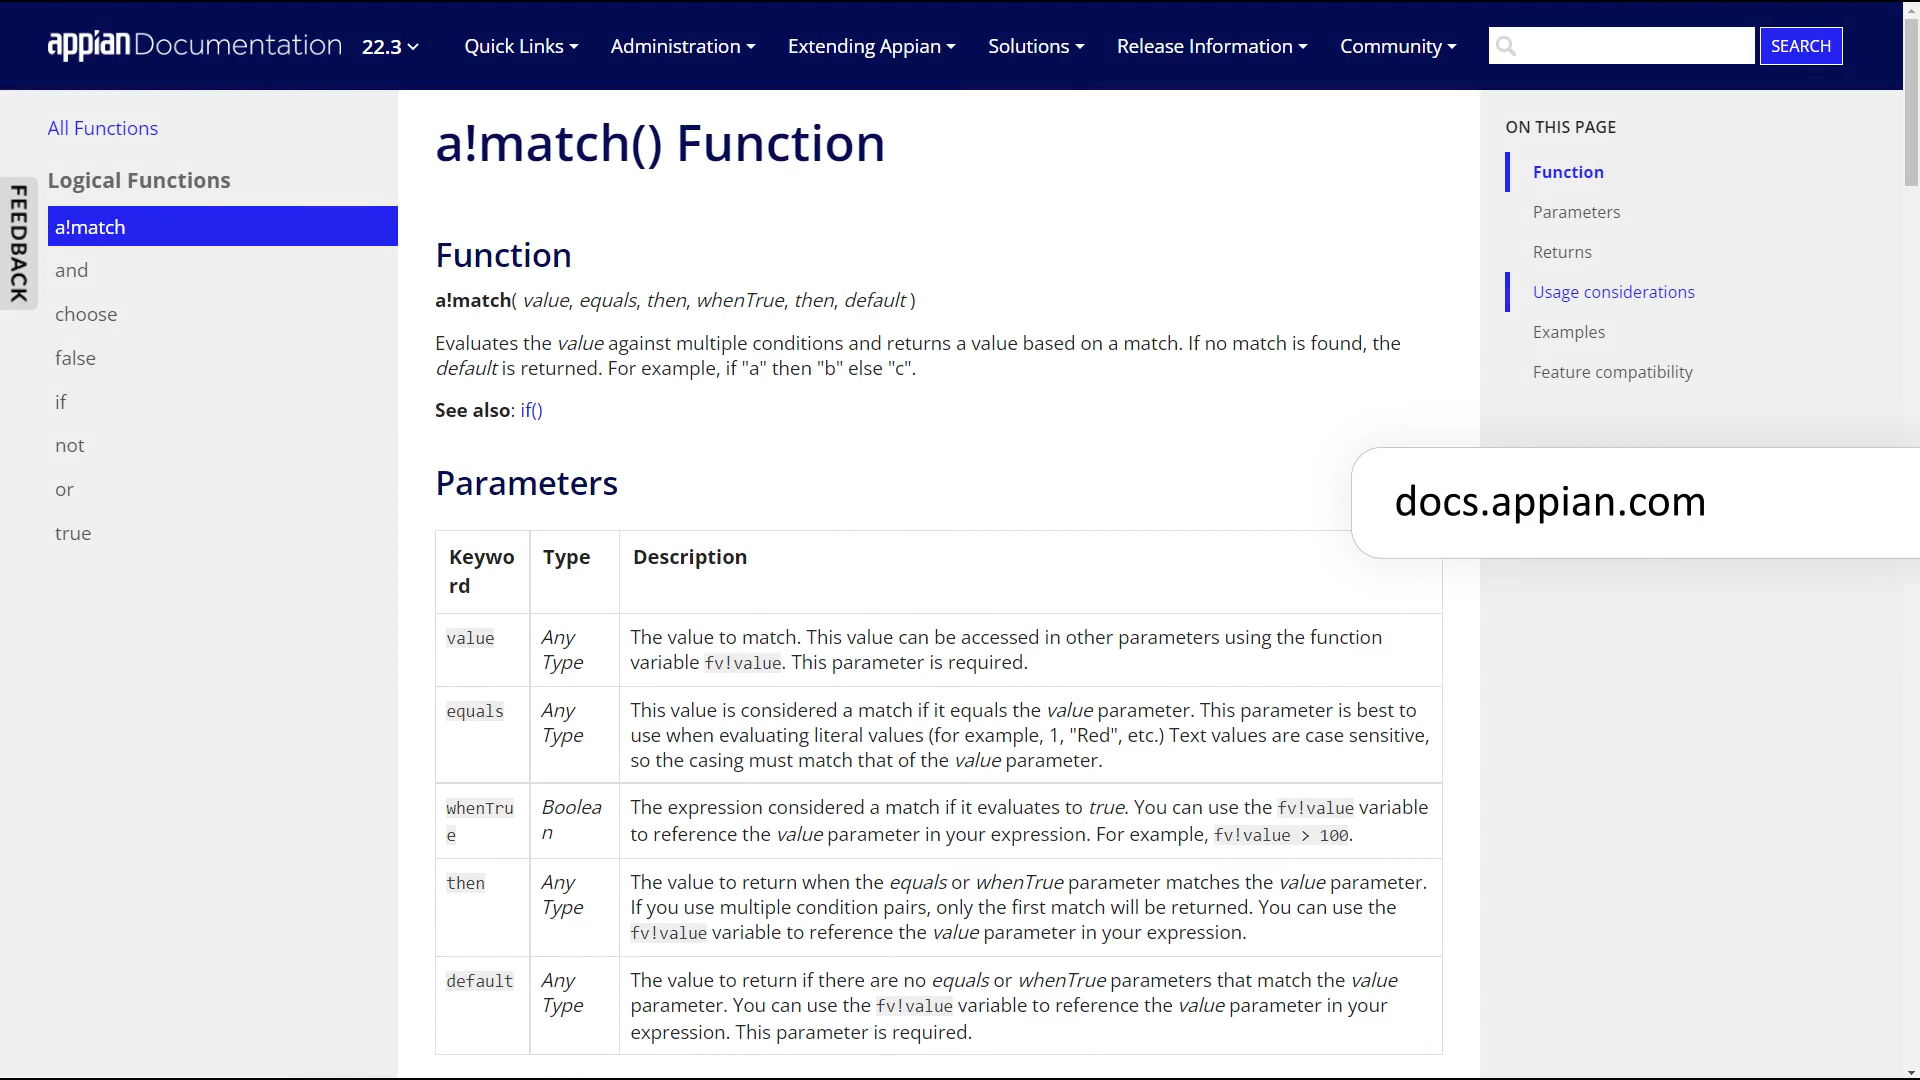 appian Documentation 22.3 Quick Links Administration Extending Appian Solutions Release Information Community SEARCH
All Functions
Logical Functions
a!match
and
choose
false
if
not
or
true
FEEDBACK
a!match() Function
Function
a!match( value, equals, then, whenTrue, then, default )
Evaluates the value against multiple conditions and returns a value based on a match. If no match is found, the
default is returned. For example, if "a" then "b" else "c".
See also: if()
Parameters
Keywo
rd
Type
Description
value
Any
Type
The value to match. This value can be accessed in other parameters using the function
variable fv!value. This parameter is required.
equals
Any
Type
This value is considered a match if it equals the value parameter. This parameter is best to
use when evaluating literal values (for example, 1, "Red", etc.) Text values are case sensitive,
so the casing must match that of the value parameter.
whenTru
e
Boolea
n
The expression considered a match if it evaluates to true. You can use the fv!value variable
to reference the value parameter in your expression. For example, fv!value > 100.
then
Any
Type
The value to return when the equals or whenTrue parameter matches the value parameter.
If you use multiple condition pairs, only the first match will be returned. You can use the
fv!value variable to reference the value parameter in your expression.
default
Any
Type
The value to return if there are no equals or whenTrue parameters that match the value
parameter. You can use the fv!value variable to reference the value parameter in your
expression. This parameter is required.
ON THIS PAGE
Function
Parameters
Returns
Usage considerations
Examples
Feature compatibility
docs.appian.com